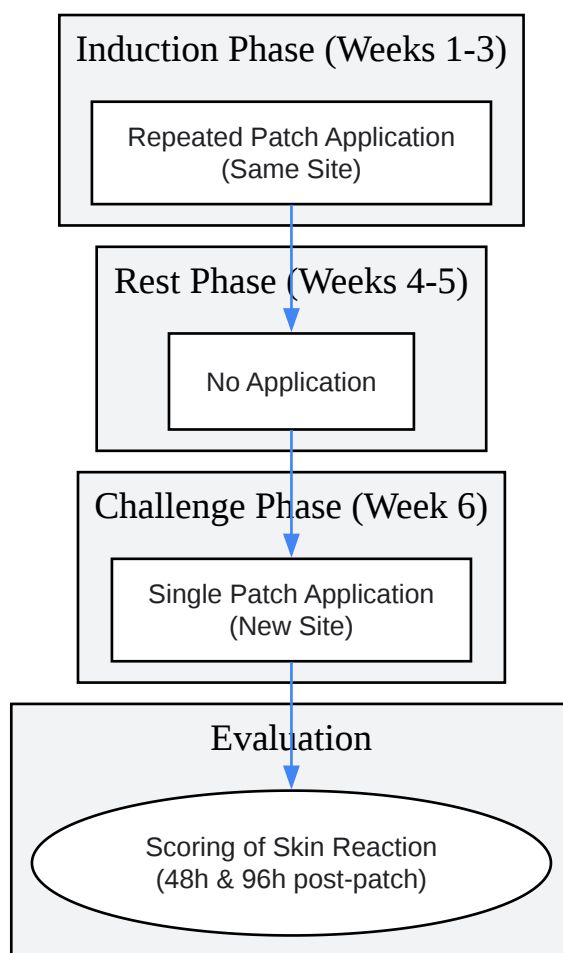 Induction Phase (Weeks 1-3)
Repeated Patch Application
(Same Site)
Rest Phase (Weeks 4-5)
No Application
Challenge Phase (Week 6)
Single Patch Application
(New Site)
Evaluation
Scoring of Skin Reaction
(48h & 96h post-patch)